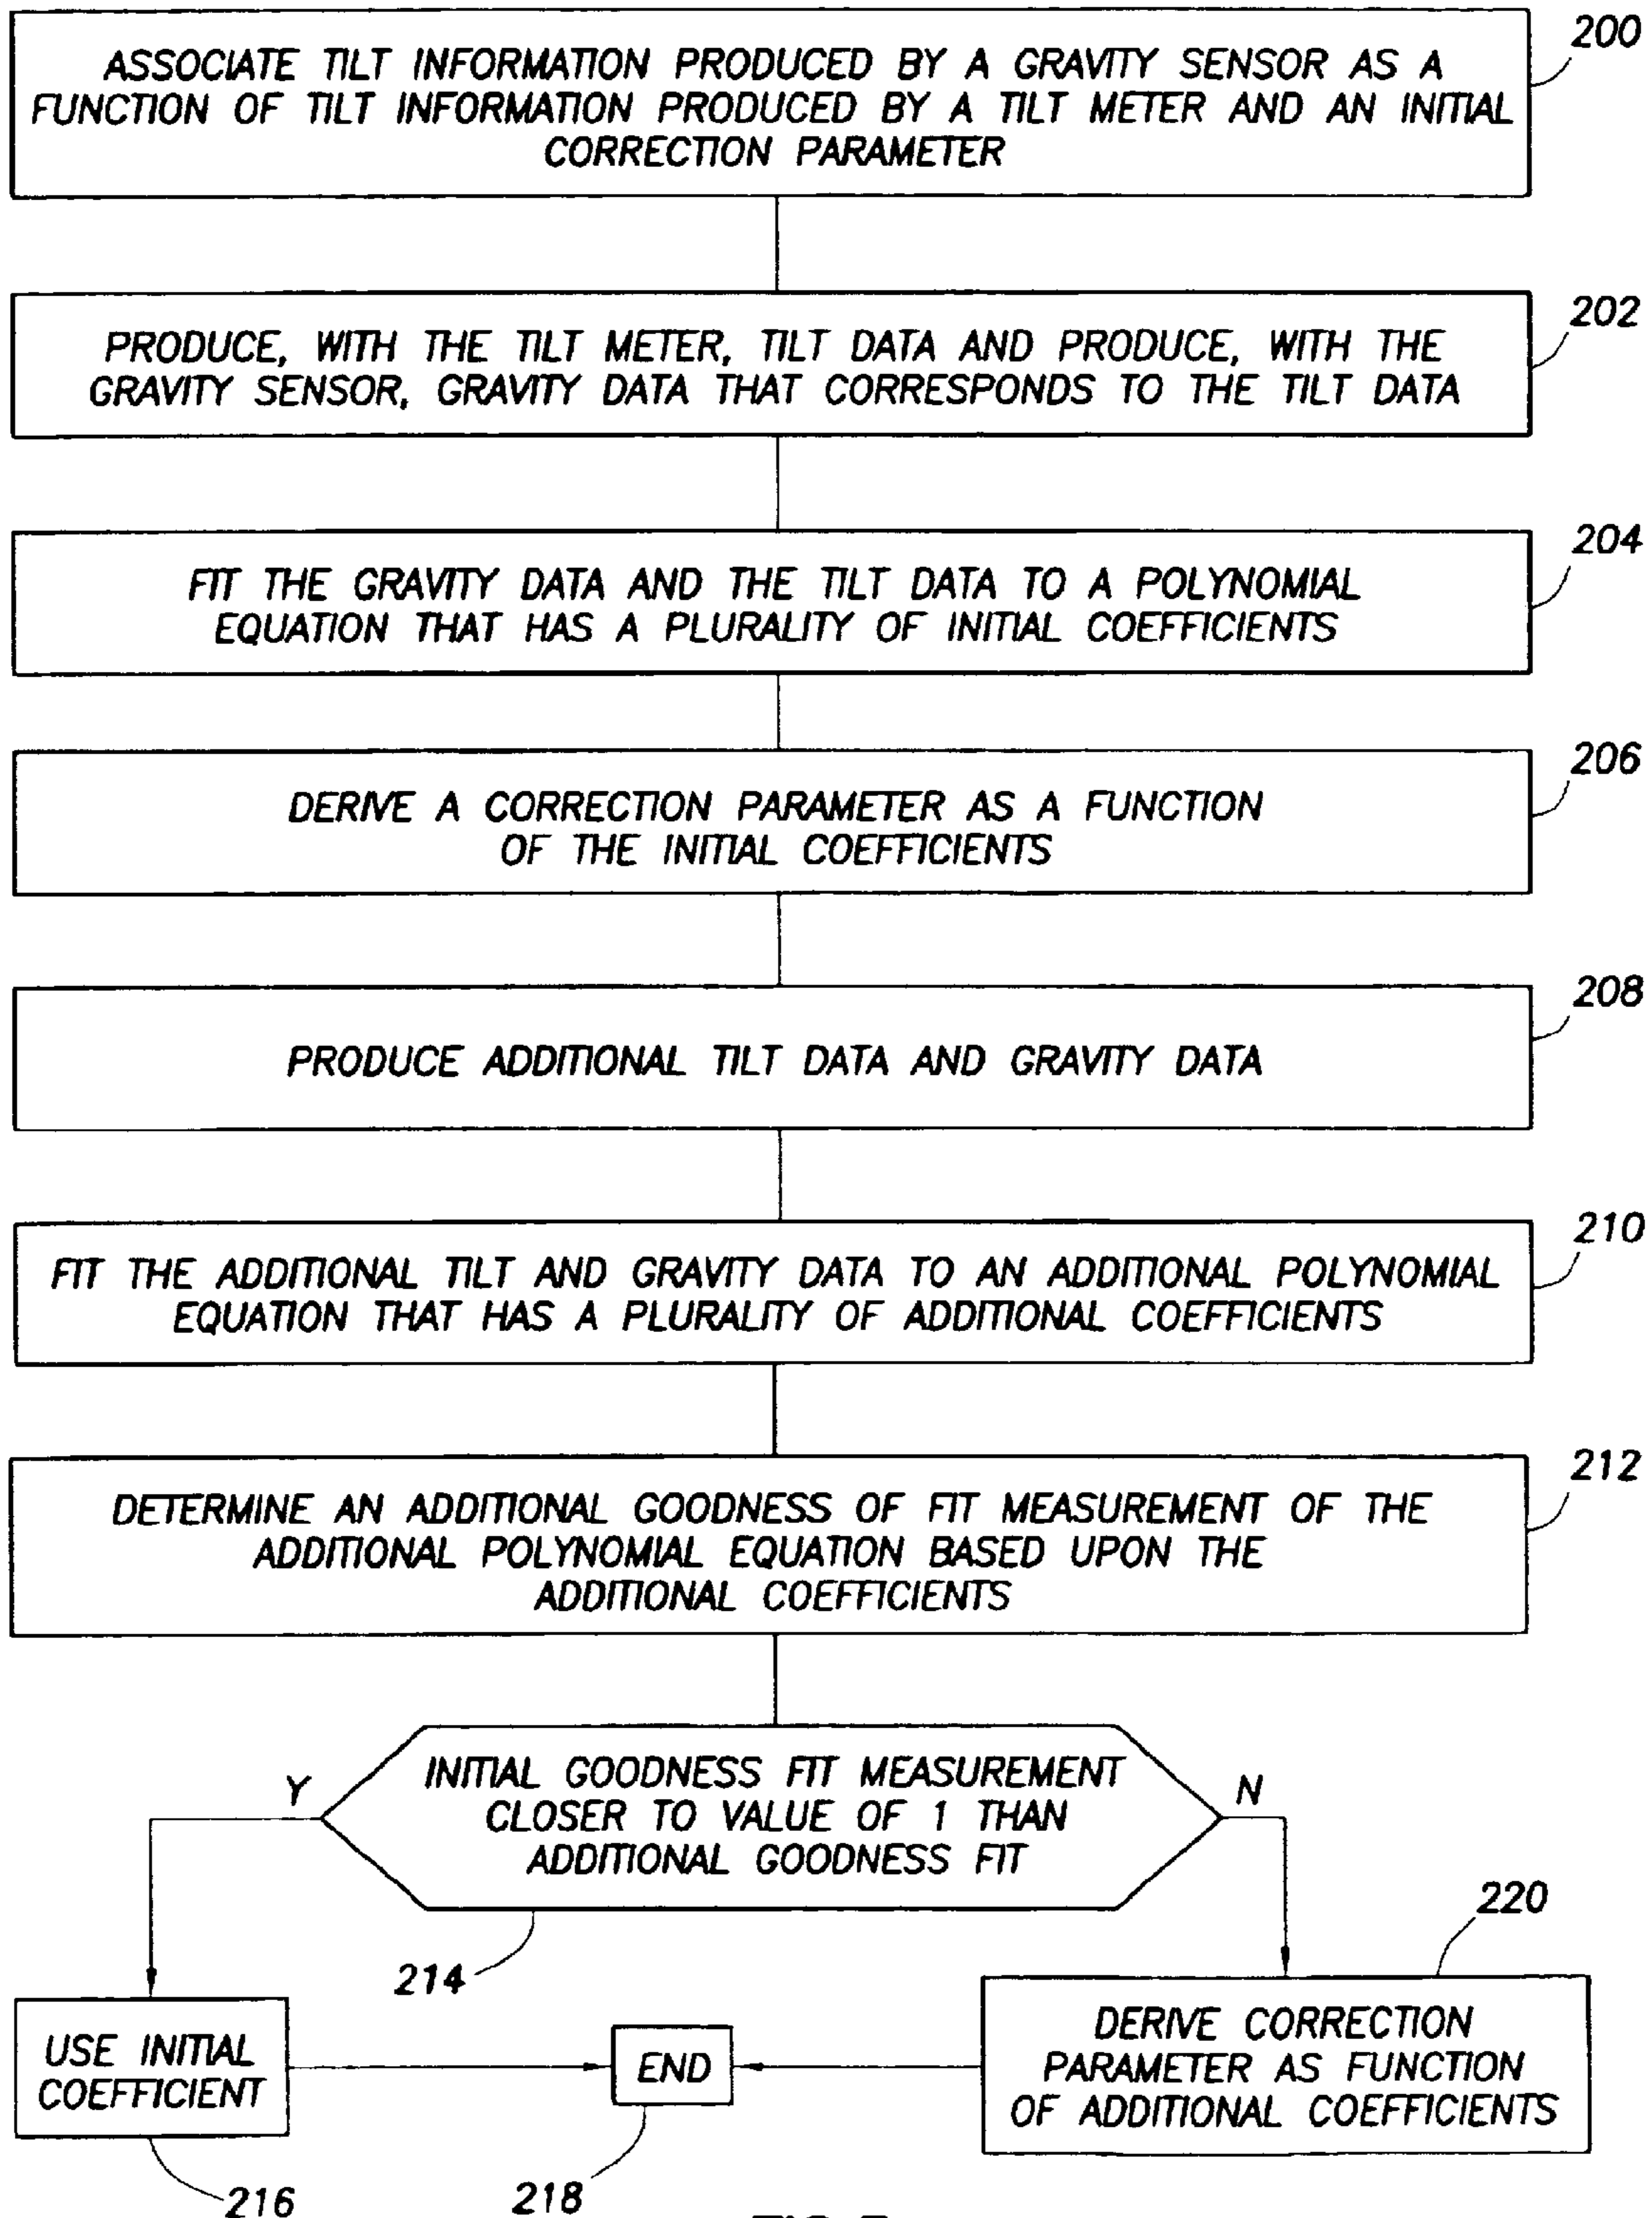 200
ASSOCIATE TILT INFORMATION PRODUCED BY A GRAVITY SENSOR AS A
FUNCTION OF TILT INFORMATION PRODUCED BY A TILT METER AND AN INITIAL
CORRECTION PARAMETER
202
PRODUCE, WITH THE TILT METER, TILT DATA AND PRODUCE, WITH THE
GRAVITY SENSOR, GRAVITY DATA THAT CORRESPONDS TO THE TILT DATA
204
FIT THE GRAVITY DATA AND THE TILT DATA TO A POLYNOMIAL
EQUATION THAT HAS A PLURALITY OF INITIAL COEFFICIENTS
206
DERIVE A CORRECTION PARAMETER AS A FUNCTION
OF THE INITIAL COEFFICIENTS
208
PRODUCE ADDITIONAL TILT DATA AND GRAVITY DATA
210
FIT THE ADDITIONAL TILT AND GRAVITY DATA TO AN ADDITIONAL POLYNOMIAL
EQUATION THAT HAS A PLURALITY OF ADDITIONAL COEFFICIENTS
212
DETERMINE AN ADDITIONAL GOODNESS OF FIT MEASUREMENT OF THE
ADDITIONAL POLYNOMIAL EQUATION BASED UPON THE
ADDITIONAL COEFFICIENTS
INITIAL GOODNESS FIT MEASUREMENT
CLOSER TO VALUE OF 1 THAN
ADDITIONAL GOODNESS FIT
Y
N
214
220
USE INITIAL
COEFFICIENT
END
DERIVE CORRECTION
PARAMETER AS FUNCTION
OF ADDITIONAL COEFFICIENTS
216
218